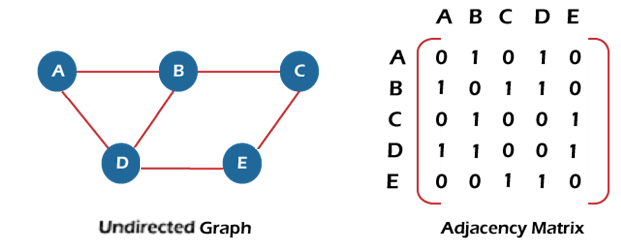 A B C
D E
Undirected Graph
A B C D E
A 0 1 0 1 0
B 1 0 1 1 0
C 0 1 0 0 1
D 1 1 0 0 1
E 0 0 1 1 0
Adjacency Matrix